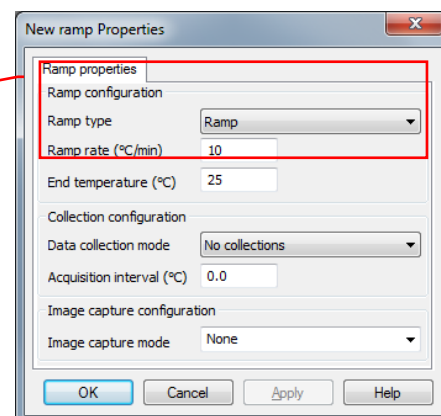 New ramp Properties
Ramp properties
Ramp configuration
Ramp type Ramp
Ramp rate (°C/min) 10
End temperature (°C) 25
Collection configuration
Data collection mode No collections
Acquisition interval (°C) 0.0
Image capture configuration
Image capture mode None
OK Cancel Apply Help